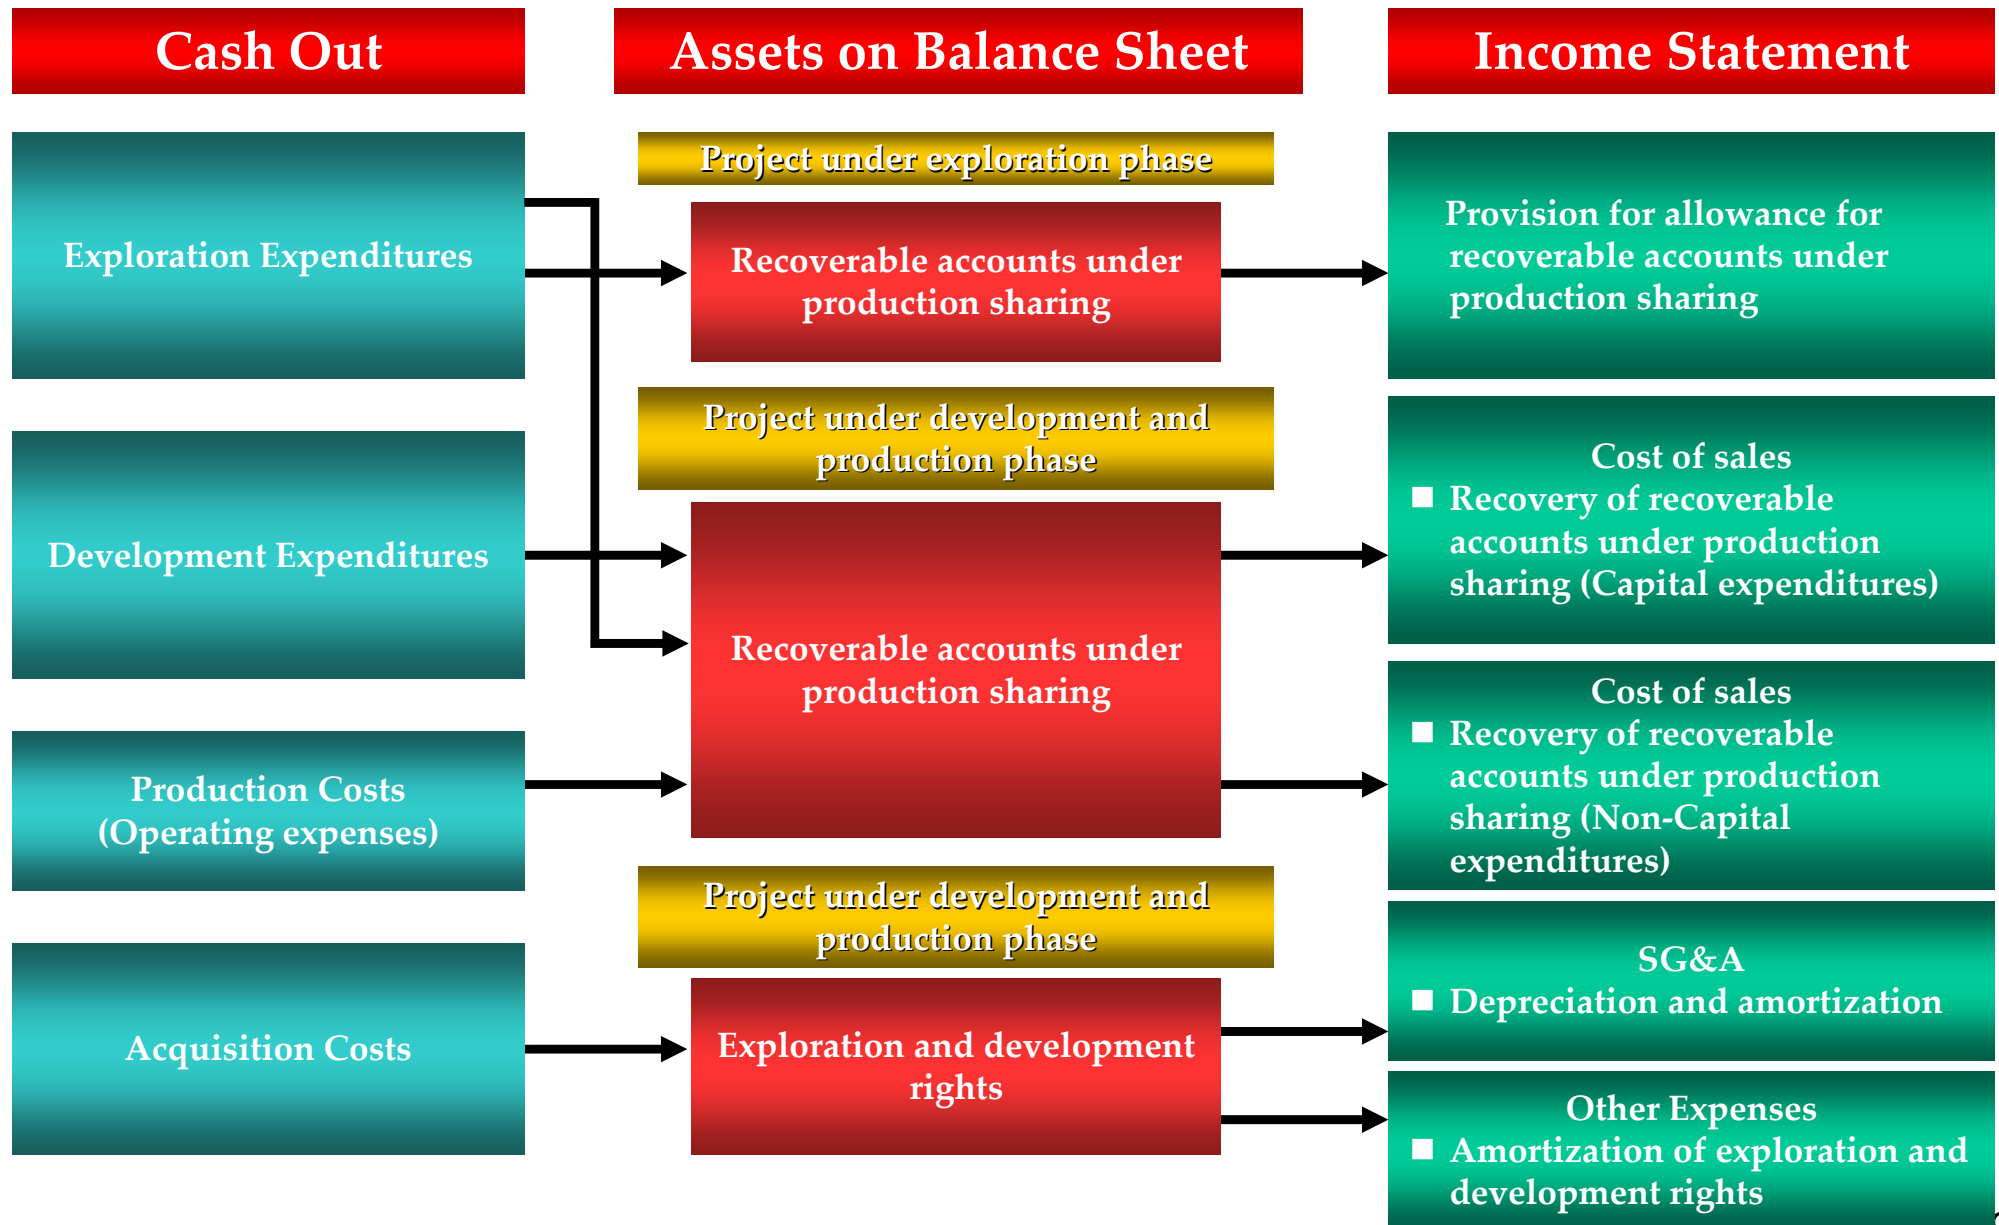 Cash Out
Assets on Balance Sheet
Income Statement
Exploration Expenditures
Development Expenditures
Production Costs
(Operating expenses)
Acquisition Costs
Project under exploration phase
Recoverable accounts under
production sharing
Project under development and
production phase
Recoverable accounts under
production sharing
Project under development and
production phase
Exploration and development
rights
Provision for allowance for
recoverable accounts under
production sharing
Cost of sales
Recovery of recoverable
accounts under production
sharing (Capital expenditures)
Cost of sales
Recovery of recoverable
accounts under production
sharing (Non-Capital
expenditures)
SG&A
Depreciation and amortization
Other Expenses
Amortization of exploration and
development rights